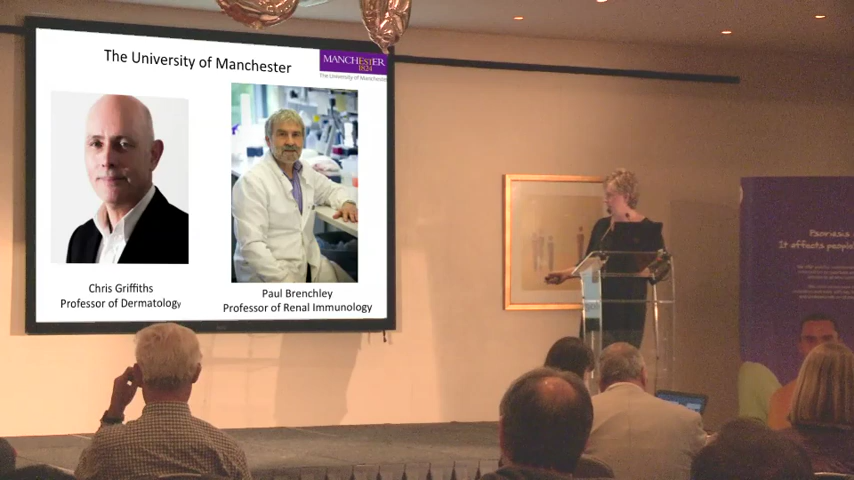 The University of Manchester
MANCHESTER
1824
The University of Manchester
Chris Griffiths
Professor of Dermatology
Paul Brenchley
Professor of Renal Immunology
Psoriasis
It affects people